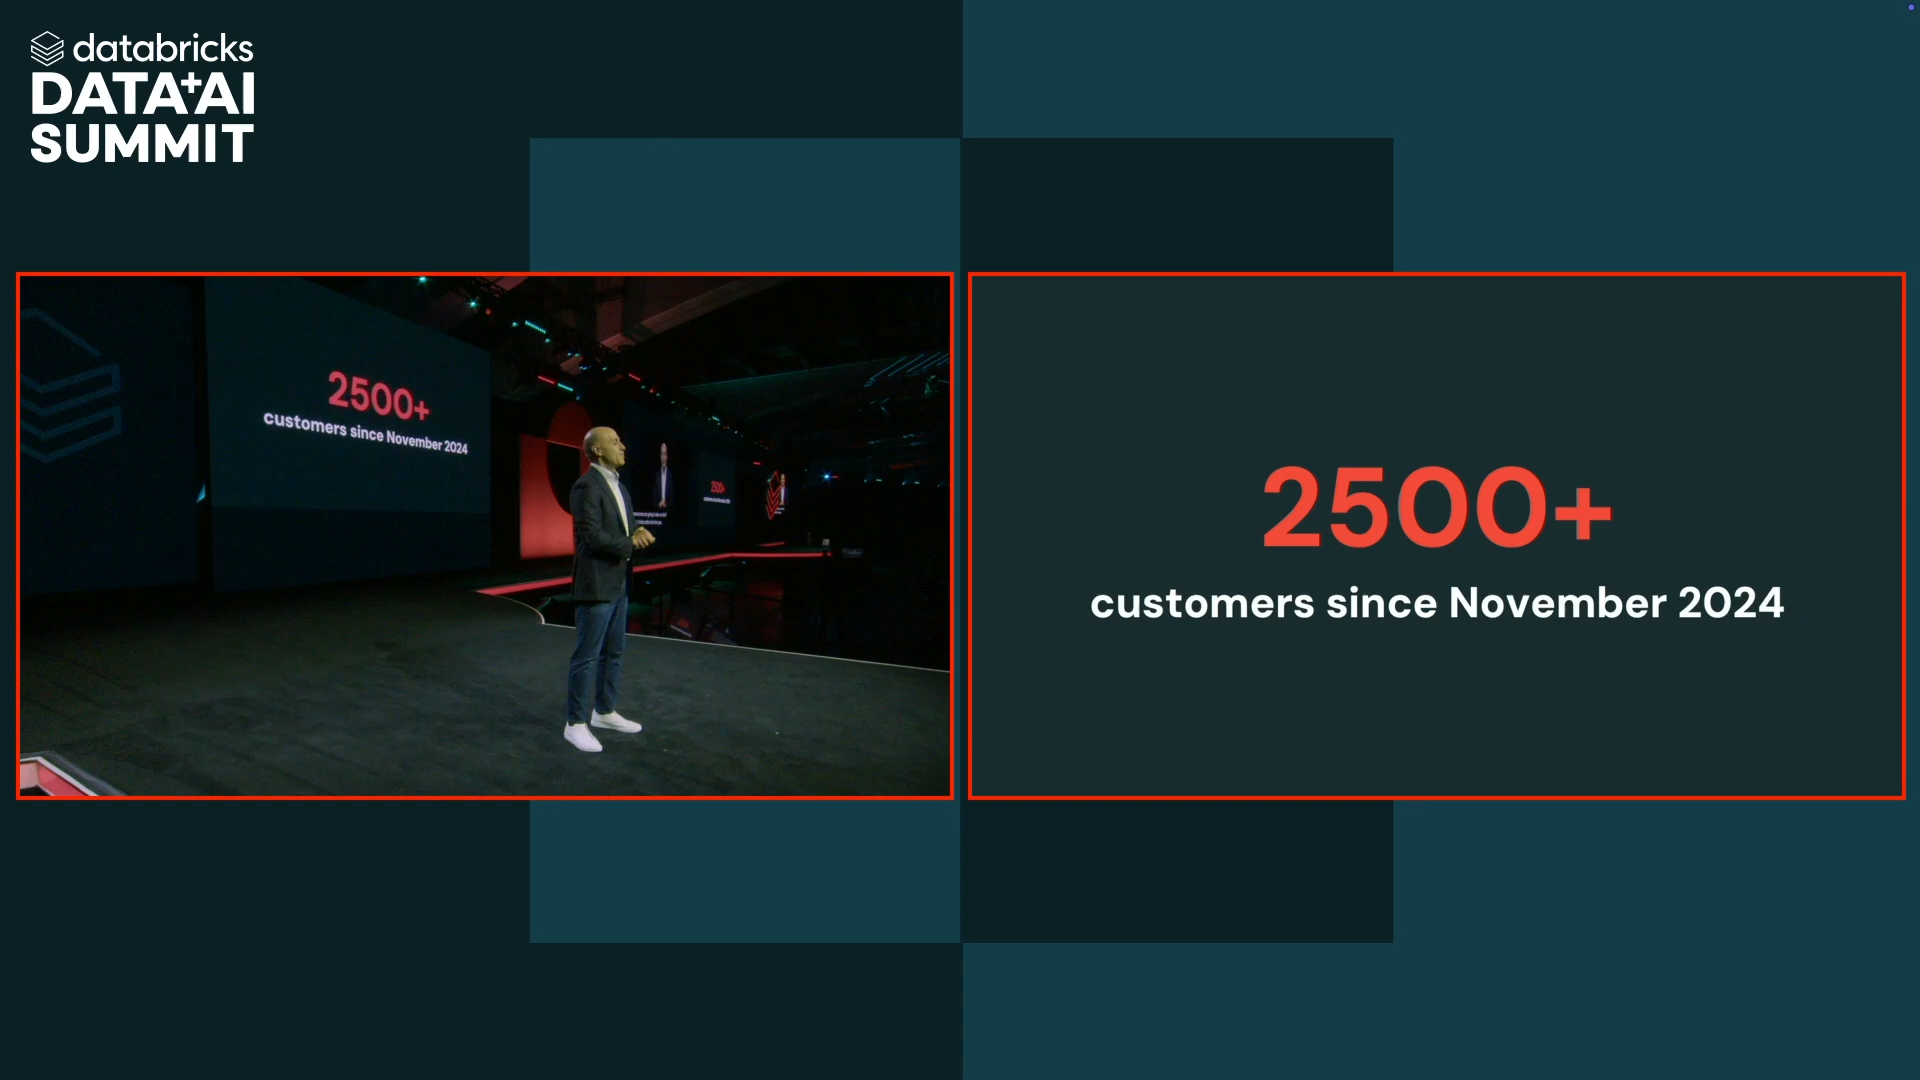 databricks
DATA+AI
SUMMIT
2500+
customers since November 2024
2500+
customers since November 2024